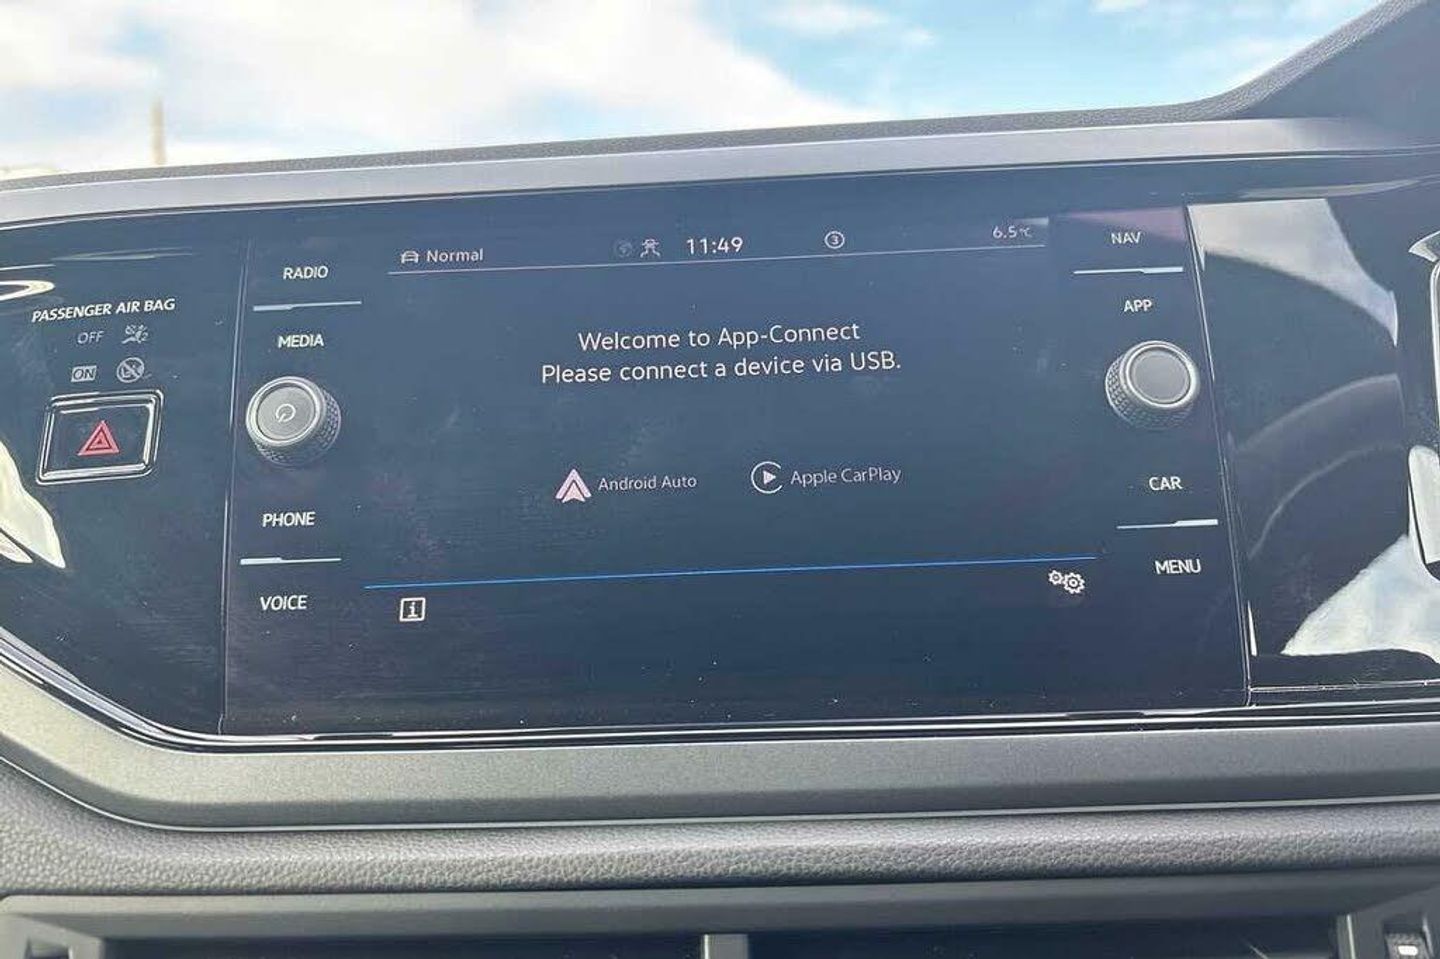 PASSENGER AIR BAG
OFF
ON
RADIO
MEDIA
PHONE
VOICE
Normal
11:49
3
6.5°C
Welcome to App-Connect
Please connect a device via USB.
Android Auto
Apple CarPlay
i
NAV
APP
CAR
MENU